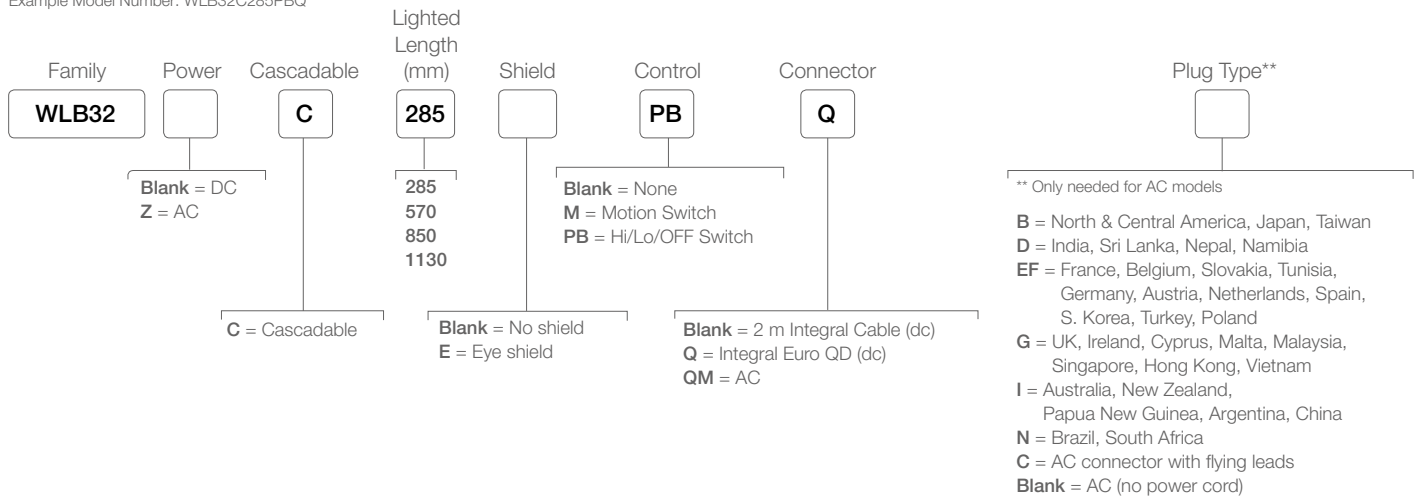 Example Model Number: WLB32C285PBQ
Family
Power
Cascadable
Lighted
Length
(mm)
Shield
Control
Connector
Plug Type**
WLB32
C
285
PB
Q
Blank = DC
Z = AC
C = Cascadable
285
570
850
1130
Blank = No shield
E = Eye shield
Blank = None
M = Motion Switch
PB = Hi/Lo/OFF Switch
Blank = 2 m Integral Cable (dc)
Q = Integral Euro QD (dc)
QM = AC
** Only needed for AC models
B = North & Central America, Japan, Taiwan
D = India, Sri Lanka, Nepal, Namibia
EF = France, Belgium, Slovakia, Tunisia,
Germany, Austria, Netherlands, Spain,
S. Korea, Turkey, Poland
G = UK, Ireland, Cyprus, Malta, Malaysia,
Singapore, Hong Kong, Vietnam
I = Australia, New Zealand,
Papua New Guinea, Argentina, China
N = Brazil, South Africa
C = AC connector with flying leads
Blank = AC (no power cord)